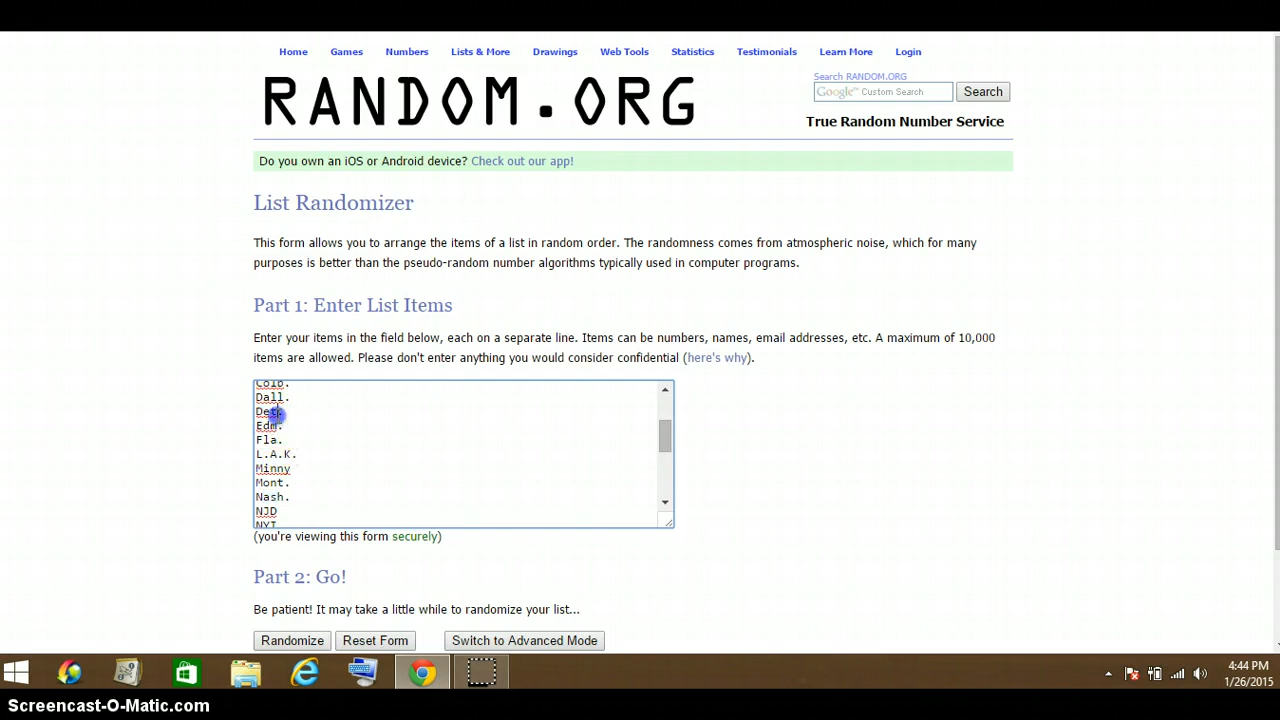 Home Games Numbers Lists & More Drawings Web Tools Statistics Testimonials Learn More Login
RANDOM.ORG
Search RANDOM.ORG
Google™ Custom Search Search
True Random Number Service
Do you own an iOS or Android device? Check out our app!
List Randomizer
This form allows you to arrange the items of a list in random order. The randomness comes from atmospheric noise, which for many
purposes is better than the pseudo-random number algorithms typically used in computer programs.
Part 1: Enter List Items
Enter your items in the field below, each on a separate line. Items can be numbers, names, email addresses, etc. A maximum of 10,000
items are allowed. Please don't enter anything you would consider confidential (here's why).
Dall.
Det.
Edm.
Fla.
L.A.K.
Minny
Mont.
Nash.
NJD
NYI
(you're viewing this form securely)
Part 2: Go!
Be patient! It may take a little while to randomize your list...
Randomize Reset Form Switch to Advanced Mode
4:44 PM
1/26/2015
Screencast-O-Matic.com